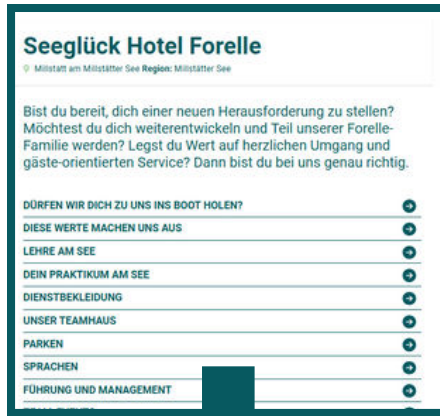 Seeglück Hotel Forelle
Millstatt am Millstätter See Region: Millstätter See
Bist du bereit, dich einer neuen Herausforderung zu stellen?
Möchtest du dich weiterentwickeln und Teil unserer Forelle-
Familie werden? Legst du Wert auf herzlichen Umgang und
gäste-orientierten Service? Dann bist du bei uns genau richtig.
DÜRFEN WIR DICH ZU UNS INS BOOT HOLEN?
DIESE WERTE MACHEN UNS AUS
LEHRE AM SEE
DEIN PRAKTIKUM AM SEE
DIENSTBEKLEIDUNG
UNSER TEAMHAUS
PARKEN
SPRACHEN
FÜHRUNG UND MANAGEMENT